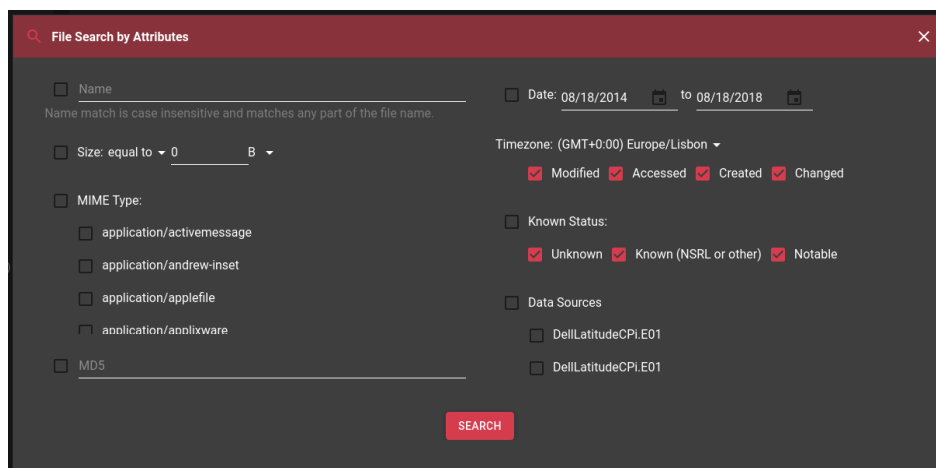 File Search by Attributes
Name
Name match is case insensitive and matches any part of the file name.
Size: equal to 0 B
MIME Type:
application/activemessage
application/andrew-inset
application/applefile
application/applixware
MD5
Date: 08/18/2014 to 08/18/2018
Timezone: (GMT+0:00) Europe/Lisbon
Modified Accessed Created Changed
Known Status:
Unknown Known (NSRL or other) Notable
Data Sources
DellLatitudeCPi.E01
DellLatitudeCPi.E01
SEARCH